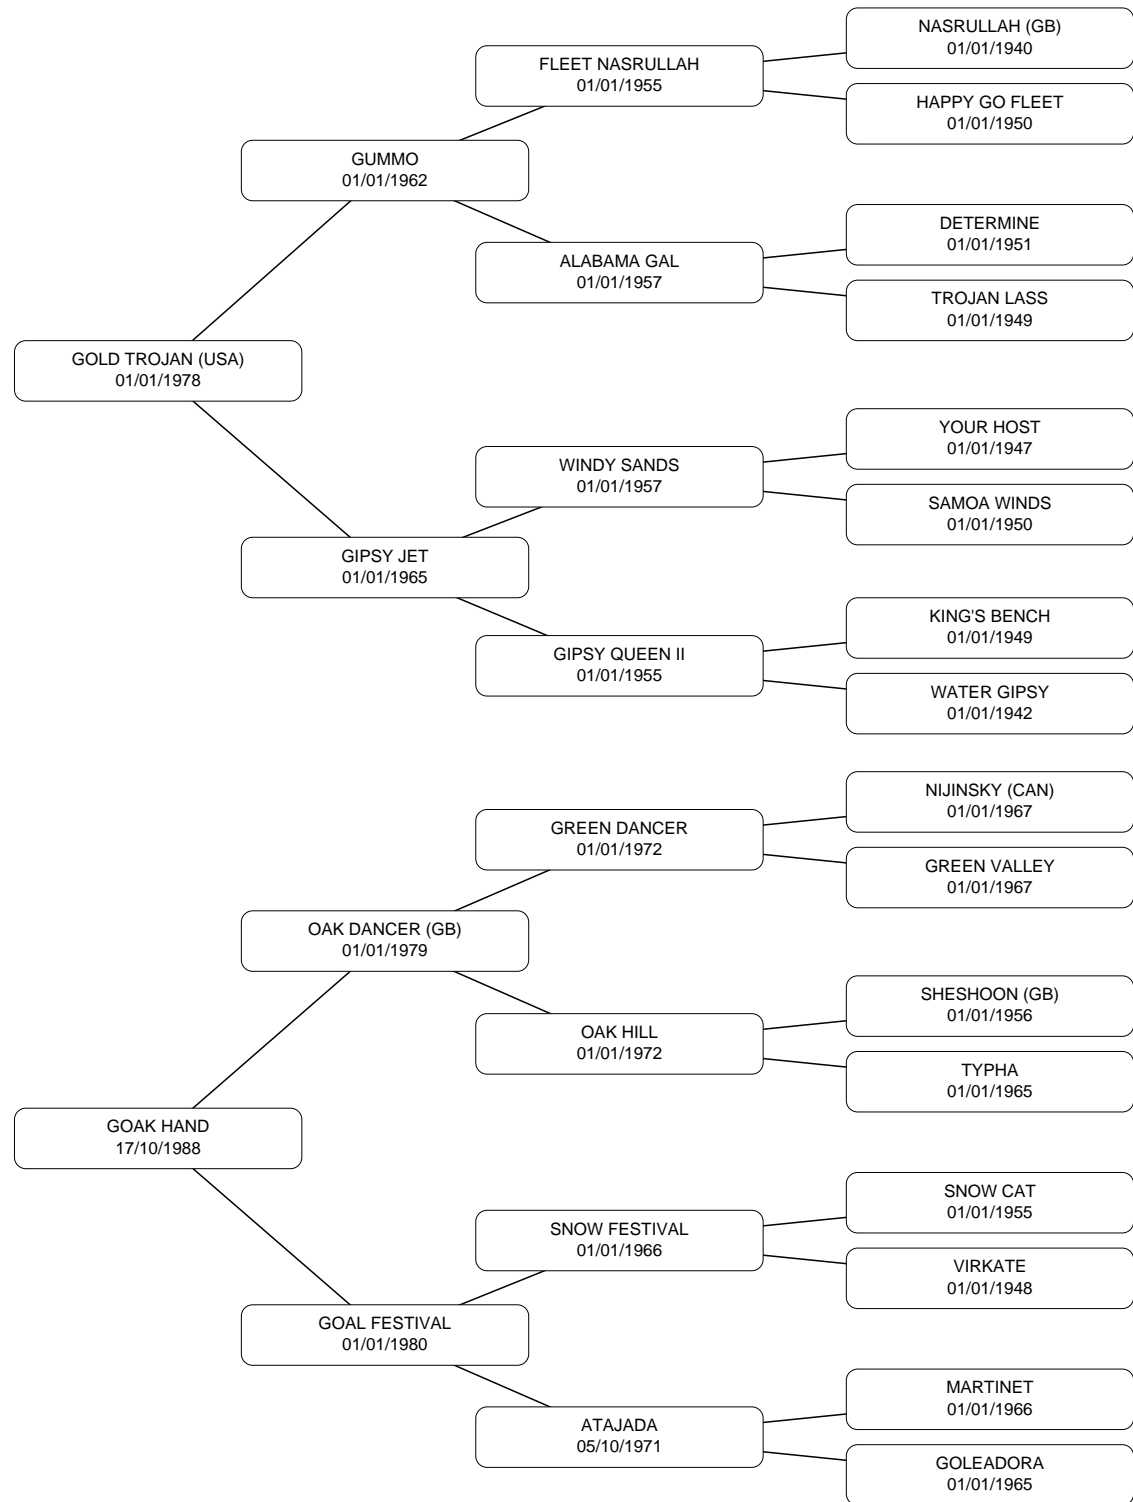 NASRULLAH (GB)
01/01/1940
FLEET NASRULLAH
01/01/1955
HAPPY GO FLEET
01/01/1950
GUMMO
01/01/1962
DETERMINE
01/01/1951
ALABAMA GAL
01/01/1957
TROJAN LASS
01/01/1949
GOLD TROJAN (USA)
01/01/1978
YOUR HOST
01/01/1947
WINDY SANDS
01/01/1957
SAMOA WINDS
01/01/1950
GIPSY JET
01/01/1965
KING'S BENCH
01/01/1949
GIPSY QUEEN II
01/01/1955
WATER GIPSY
01/01/1942
NIJINSKY (CAN)
01/01/1967
GREEN DANCER
01/01/1972
GREEN VALLEY
01/01/1967
OAK DANCER (GB)
01/01/1979
SHESHOON (GB)
01/01/1956
OAK HILL
01/01/1972
TYPHA
01/01/1965
GOAK HAND
17/10/1988
SNOW CAT
01/01/1955
SNOW FESTIVAL
01/01/1966
VIRKATE
01/01/1948
GOAL FESTIVAL
01/01/1980
MARTINET
01/01/1966
ATAJADA
05/10/1971
GOLEADORA
01/01/1965